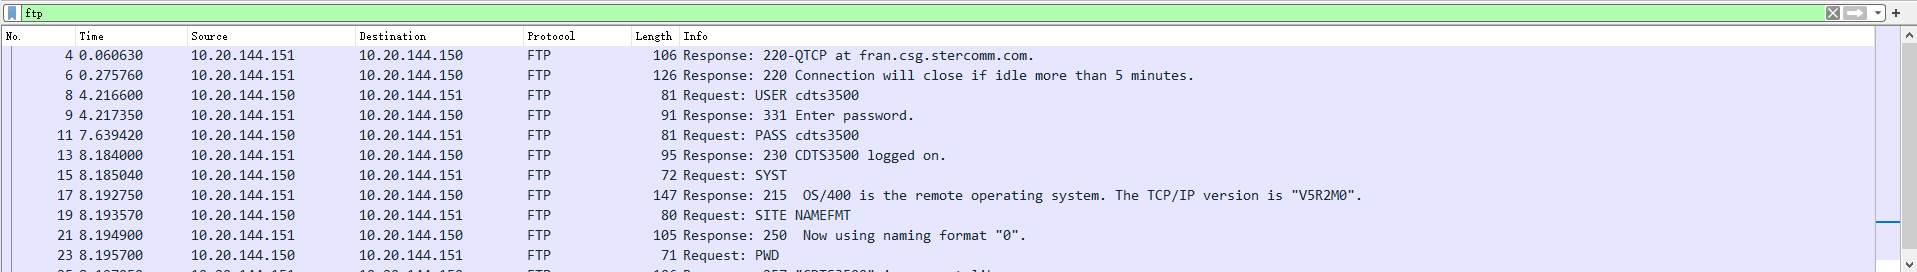 ftp
No. Time Source Destination Protocol Length Info
4 0.060630 10.20.144.151 10.20.144.150 FTP 106 Response: 220-QTCP at fran.csg.stercomm.com.
6 0.275760 10.20.144.151 10.20.144.150 FTP 126 Response: 220 Connection will close if idle more than 5 minutes.
8 4.216600 10.20.144.150 10.20.144.151 FTP 81 Request: USER cdts3500
9 4.217350 10.20.144.151 10.20.144.150 FTP 91 Response: 331 Enter password.
11 7.639420 10.20.144.150 10.20.144.151 FTP 81 Request: PASS cdts3500
13 8.184000 10.20.144.151 10.20.144.150 FTP 95 Response: 230 CDTS3500 logged on.
15 8.185040 10.20.144.150 10.20.144.151 FTP 72 Request: SYST
17 8.192750 10.20.144.151 10.20.144.150 FTP 147 Response: 215  OS/400 is the remote operating system. The TCP/IP version is "V5R2M0".
19 8.193570 10.20.144.150 10.20.144.151 FTP 80 Request: SITE NAMEFMT
21 8.194900 10.20.144.151 10.20.144.150 FTP 105 Response: 250  Now using naming format "0".
23 8.195700 10.20.144.150 10.20.144.151 FTP 71 Request: PWD